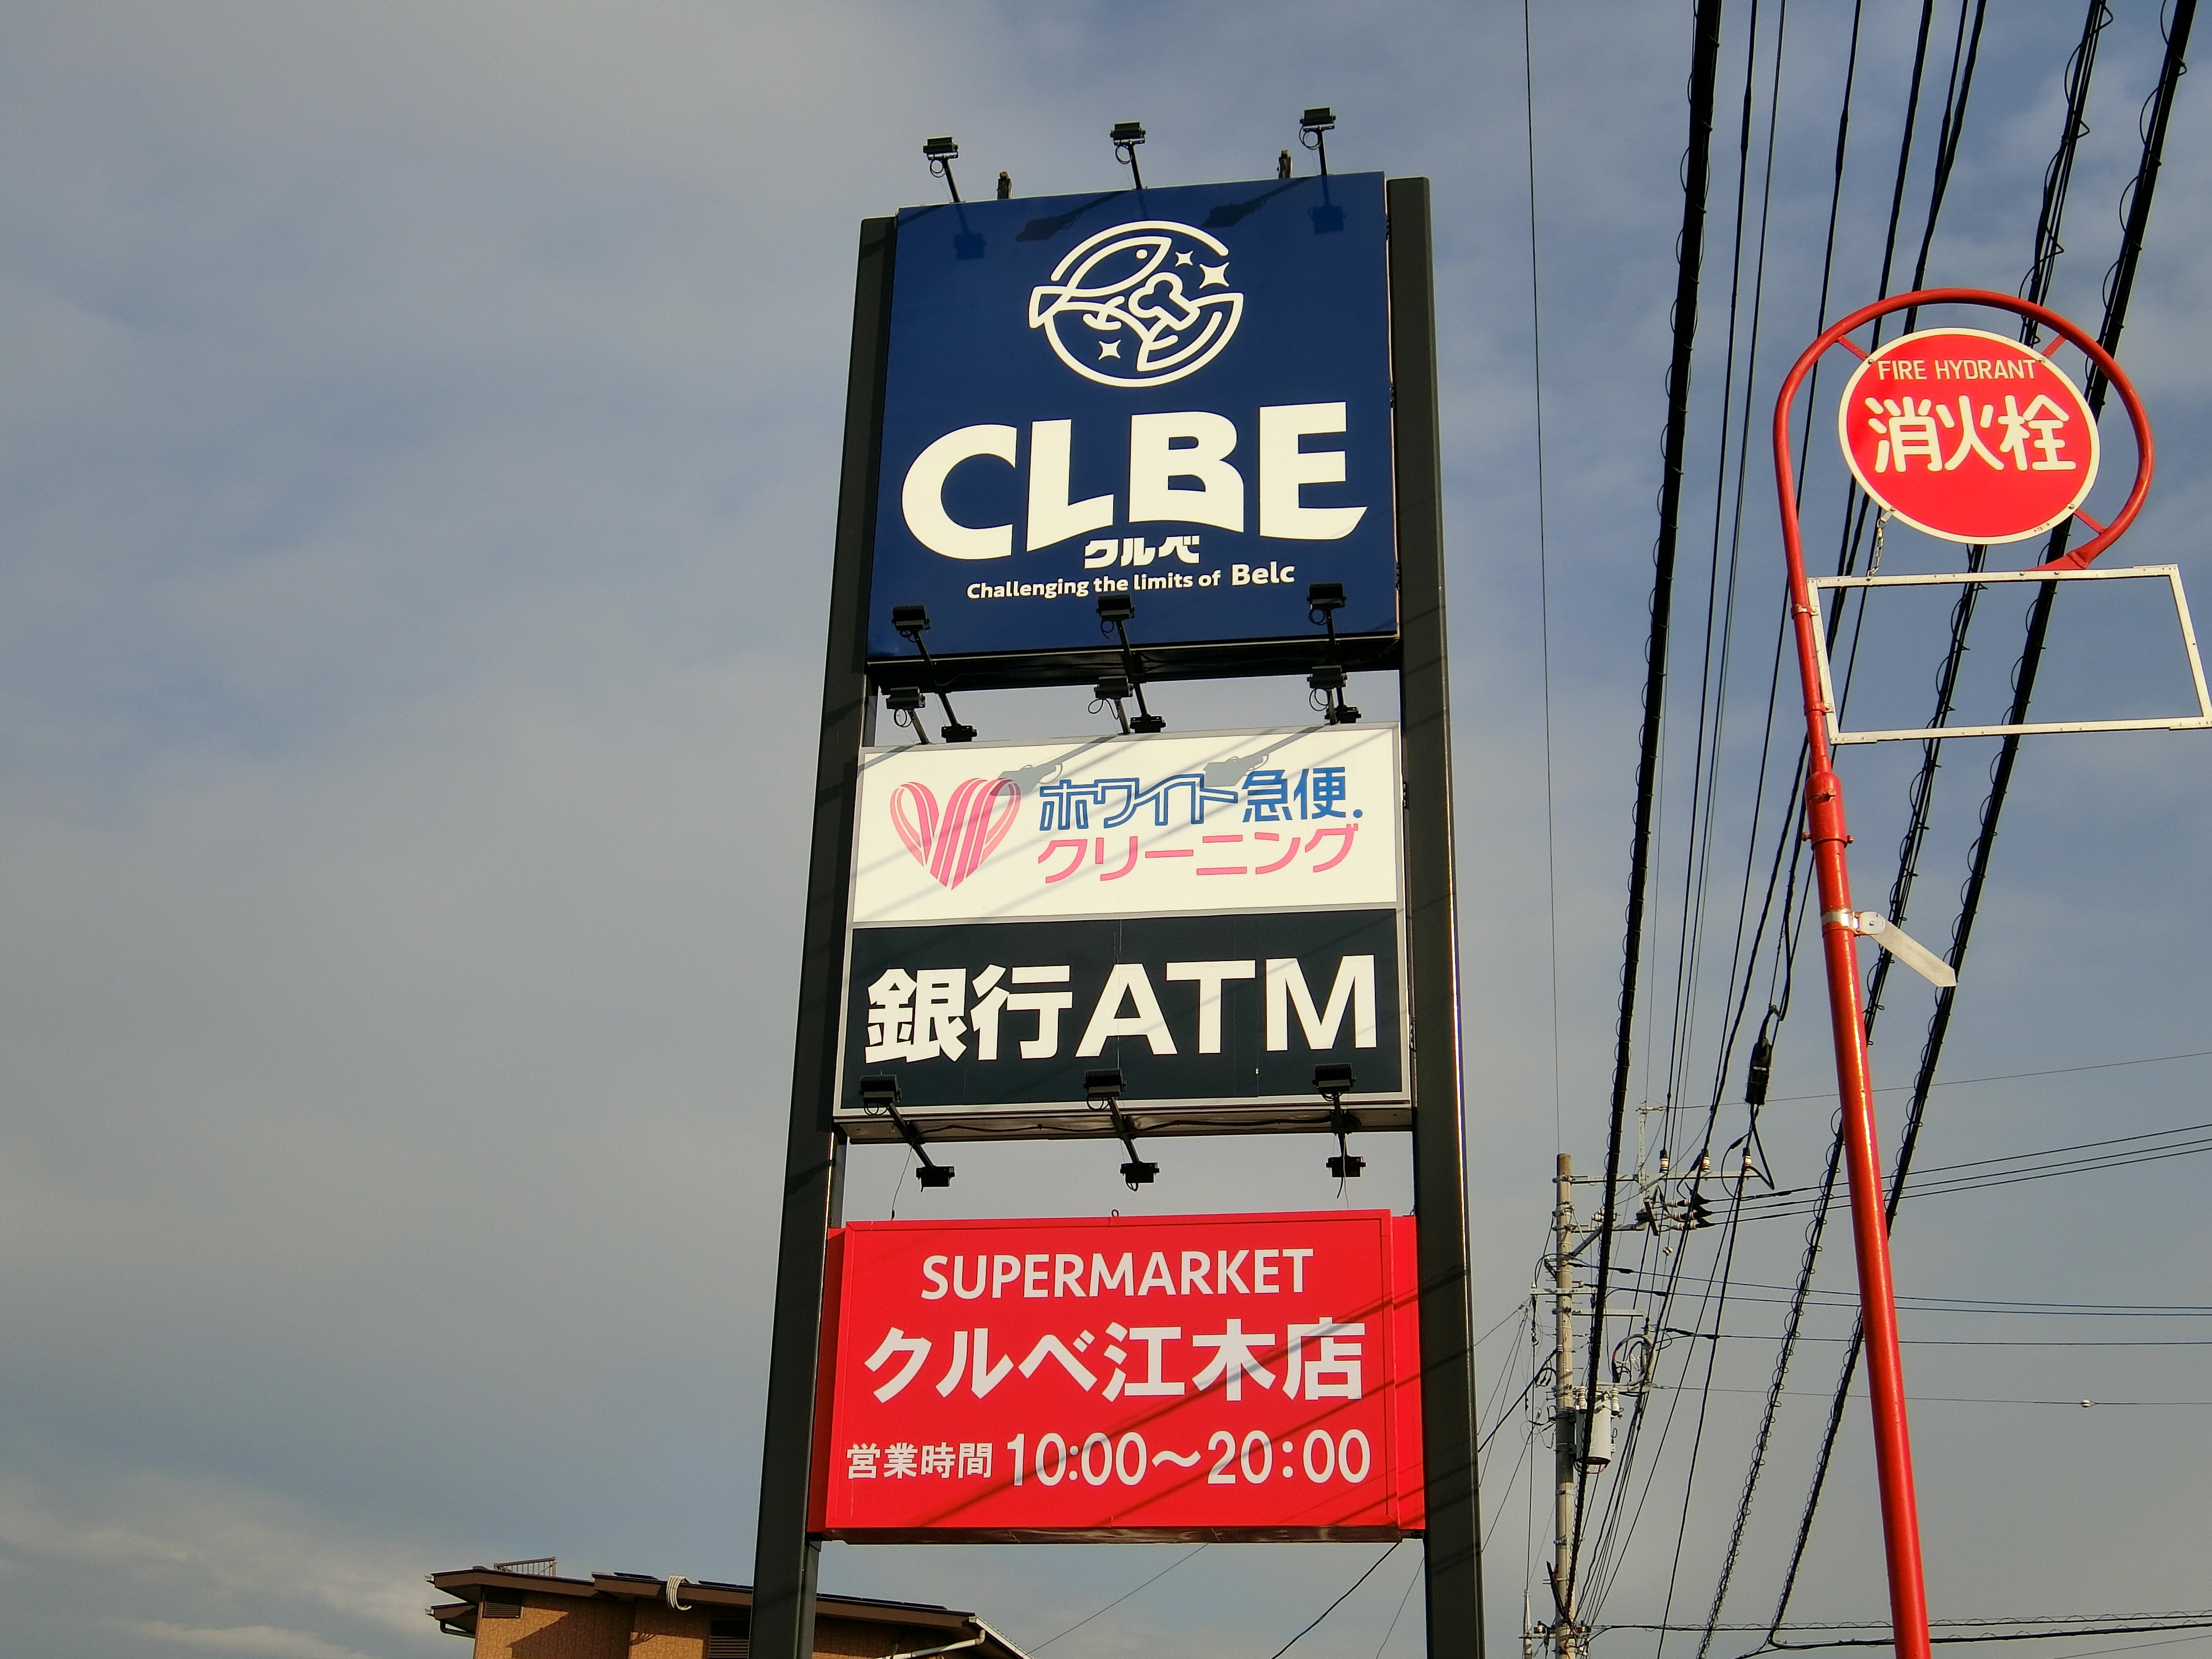 CLBE
クルベ
Challenging the limits of Belc
ホワイト急便.
クリーニング
銀行ATM
SUPERMARKET
クルベ江木店
営業時間 10:00～20:00
FIRE HYDRANT
消火栓